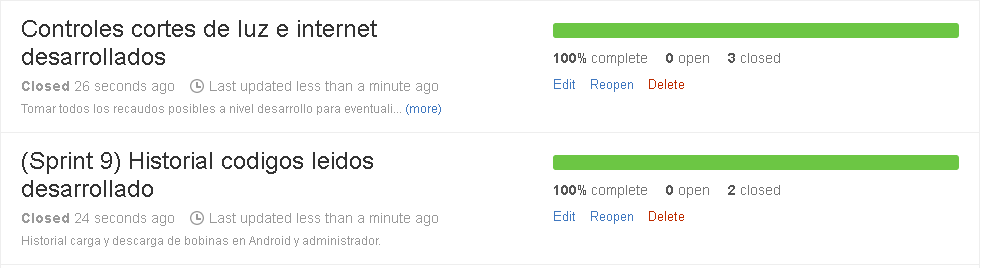 Controles cortes de luz e internet
desarrollados
Closed 26 seconds ago Last updated less than a minute ago
Tomar todos los recaudos posibles a nivel desarrollo para eventuali... (more)
100% complete 0 open 3 closed
Edit Reopen Delete
(Sprint 9) Historial codigos leidos
desarrollado
Closed 24 seconds ago Last updated less than a minute ago
Historial carga y descarga de bobinas en Android y administrador.
100% complete 0 open 2 closed
Edit Reopen Delete